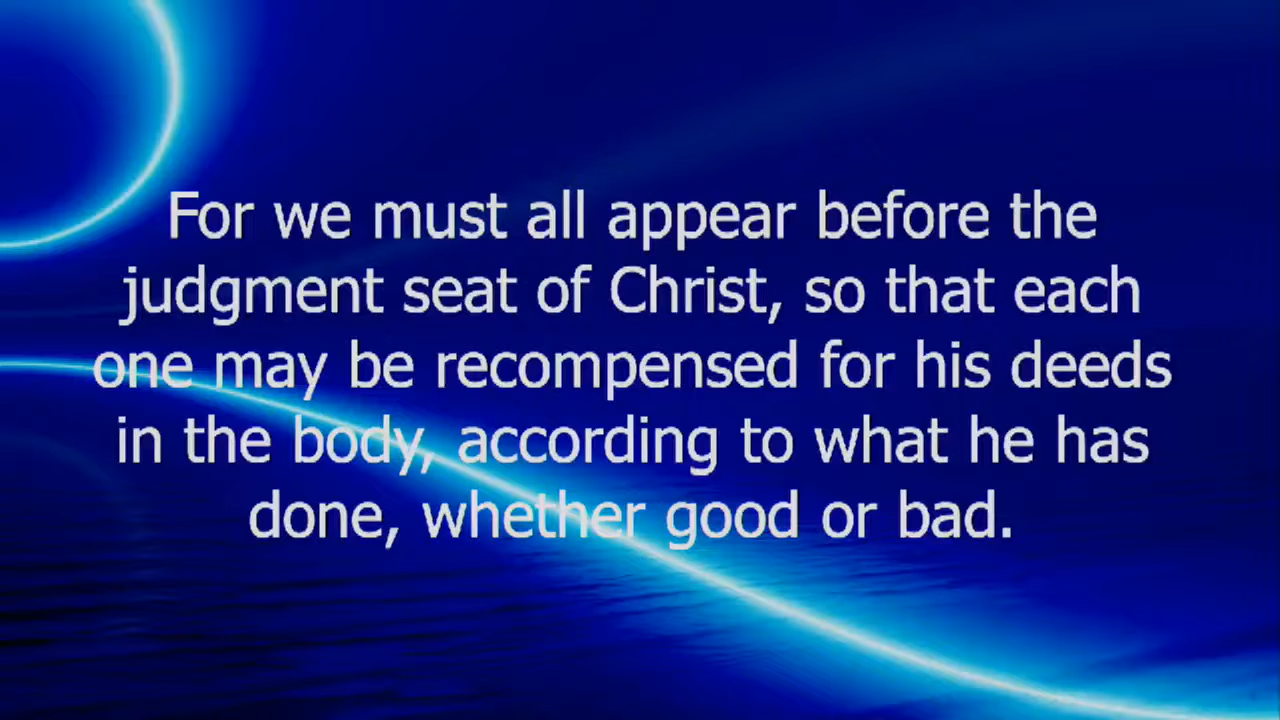 For we must all appear before the
judgment seat of Christ, so that each
one may be recompensed for his deeds
in the body, according to what he has
done, whether good or bad.